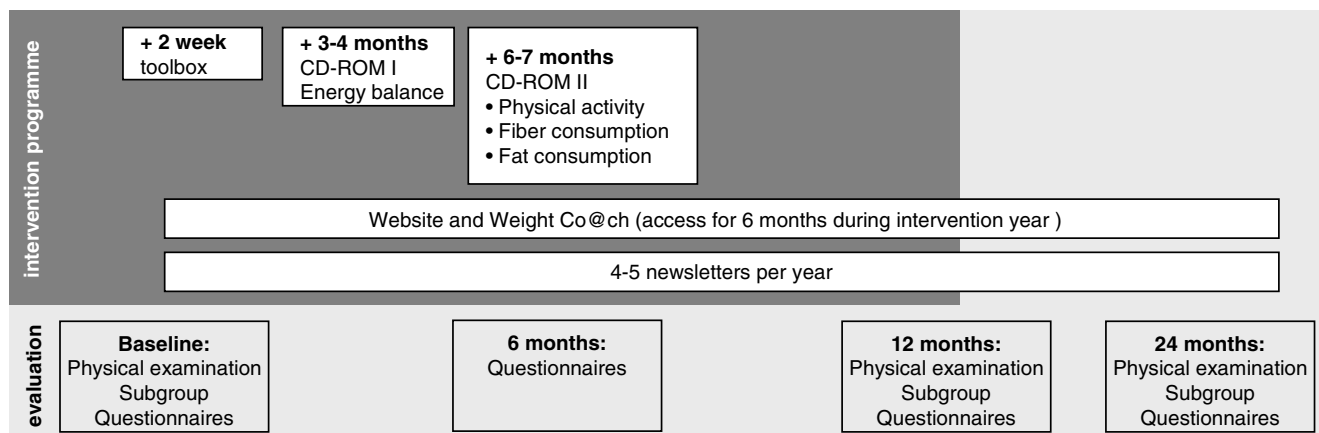 intervention programme
+ 2 week
toolbox
+ 3-4 months
CD-ROM I
Energy balance
+ 6-7 months
CD-ROM II
• Physical activity
• Fiber consumption
• Fat consumption
Website and Weight Co@ch (access for 6 months during intervention year )
4-5 newsletters per year
evaluation
Baseline:
Physical examination
Subgroup
Questionnaires
6 months:
Questionnaires
12 months:
Physical examination
Subgroup
Questionnaires
24 months:
Physical examination
Subgroup
Questionnaires